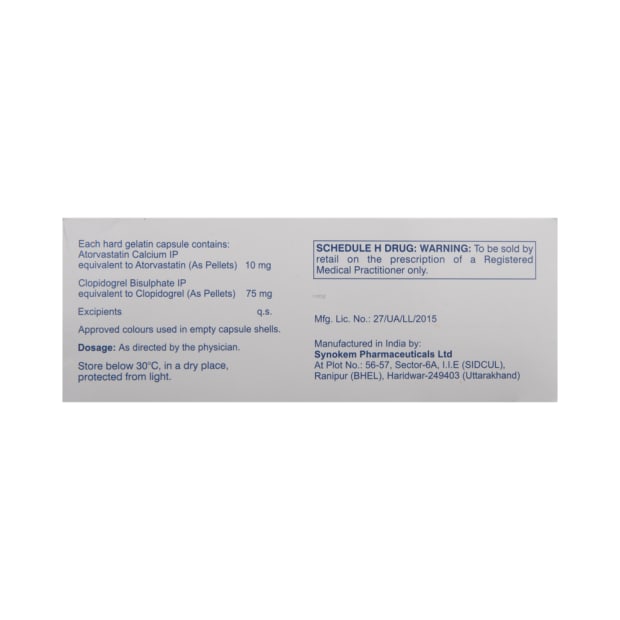 Each hard gelatin capsule contains:
Atorvastatin Calcium IP
equivalent to Atorvastatin (As Pellets) 10 mg
Clopidogrel Bisulphate IP
equivalent to Clopidogrel (As Pellets) 75 mg
Excipients q.s.
Approved colours used in empty capsule shells.
Dosage: As directed by the physician.
Store below 30°C, in a dry place,
protected from light.
SCHEDULE H DRUG: WARNING: To be sold by
retail on the prescription of a Registered
Medical Practitioner only.
Mfg. Lic. No.: 27/UA/LL/2015
Manufactured in India by:
Synokem Pharmaceuticals Ltd
At Plot No.: 56-57, Sector-6A, I.I.E (SIDCUL),
Ranipur (BHEL), Haridwar-249403 (Uttarakhand)